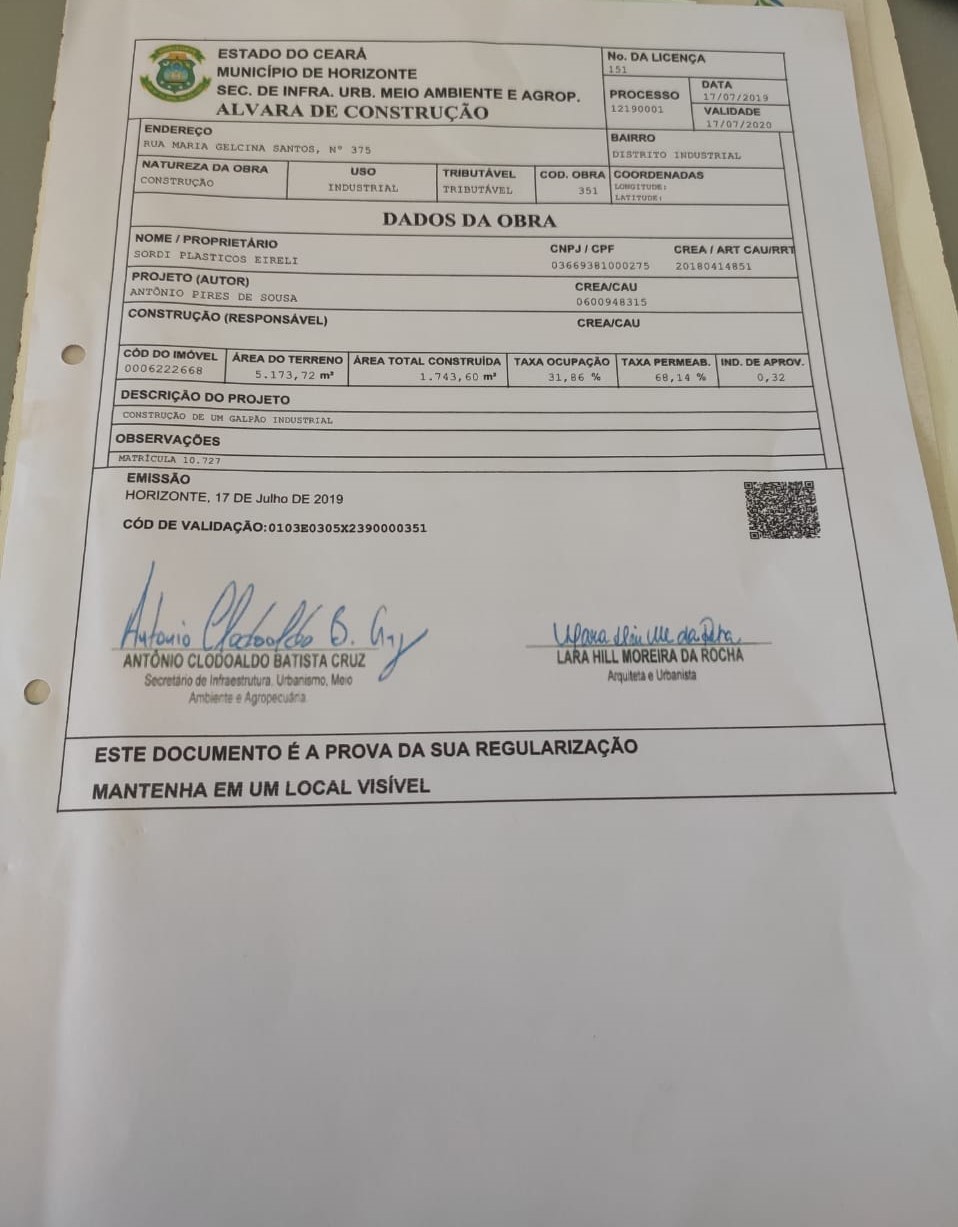 ESTADO DO CEARÁ
MUNICÍPIO DE HORIZONTE
SEC. DE INFRA. URB. MEIO AMBIENTE E AGROP.
ALVARA DE CONSTRUÇÃO
No. DA LICENÇA
151
PROCESSO
12190001
DATA
17/07/2019
VALIDADE
17/07/2020
ENDEREÇO
RUA MARIA GELCINA SANTOS, N° 375
BAIRRO
DISTRITO INDUSTRIAL
NATUREZA DA OBRA
CONSTRUÇÃO
USO
INDUSTRIAL
TRIBUTÁVEL
TRIBUTÁVEL
COD. OBRA
351
COORDENADAS
LONGITUDE:
LATITUDE:
DADOS DA OBRA
NOME / PROPRIETÁRIO
SORDI PLASTICOS EIRELI
CNPJ / CPF
03669381000275
CREA / ART CAU/RRT
20180414851
PROJETO (AUTOR)
ANTÔNIO PIRES DE SOUSA
CREA/CAU
0600948315
CONSTRUÇÃO (RESPONSÁVEL)
CREA/CAU
CÓD DO IMÓVEL
0006222668
ÁREA DO TERRENO
5.173,72 m²
ÁREA TOTAL CONSTRUÍDA
1.743,60 m²
TAXA OCUPAÇÃO
31,86 %
TAXA PERMEAB.
68,14 %
IND. DE APROV.
0,32
DESCRIÇÃO DO PROJETO
CONSTRUÇÃO DE UM GALPÃO INDUSTRIAL
OBSERVAÇÕES
MATRÍCULA 10.727
EMISSÃO
HORIZONTE, 17 DE Julho DE 2019
CÓD DE VALIDAÇÃO:0103E0305X2390000351
Antonio Clodoaldo B. Cruz
ANTÔNIO CLODOALDO BATISTA CRUZ
Secretário de Infraestrutura, Urbanismo, Meio
Ambiente e Agropecuária
LARA HILL MOREIRA DA ROCHA
Arquiteta e Urbanista
ESTE DOCUMENTO É A PROVA DA SUA REGULARIZAÇÃO
MANTENHA EM UM LOCAL VISÍVEL